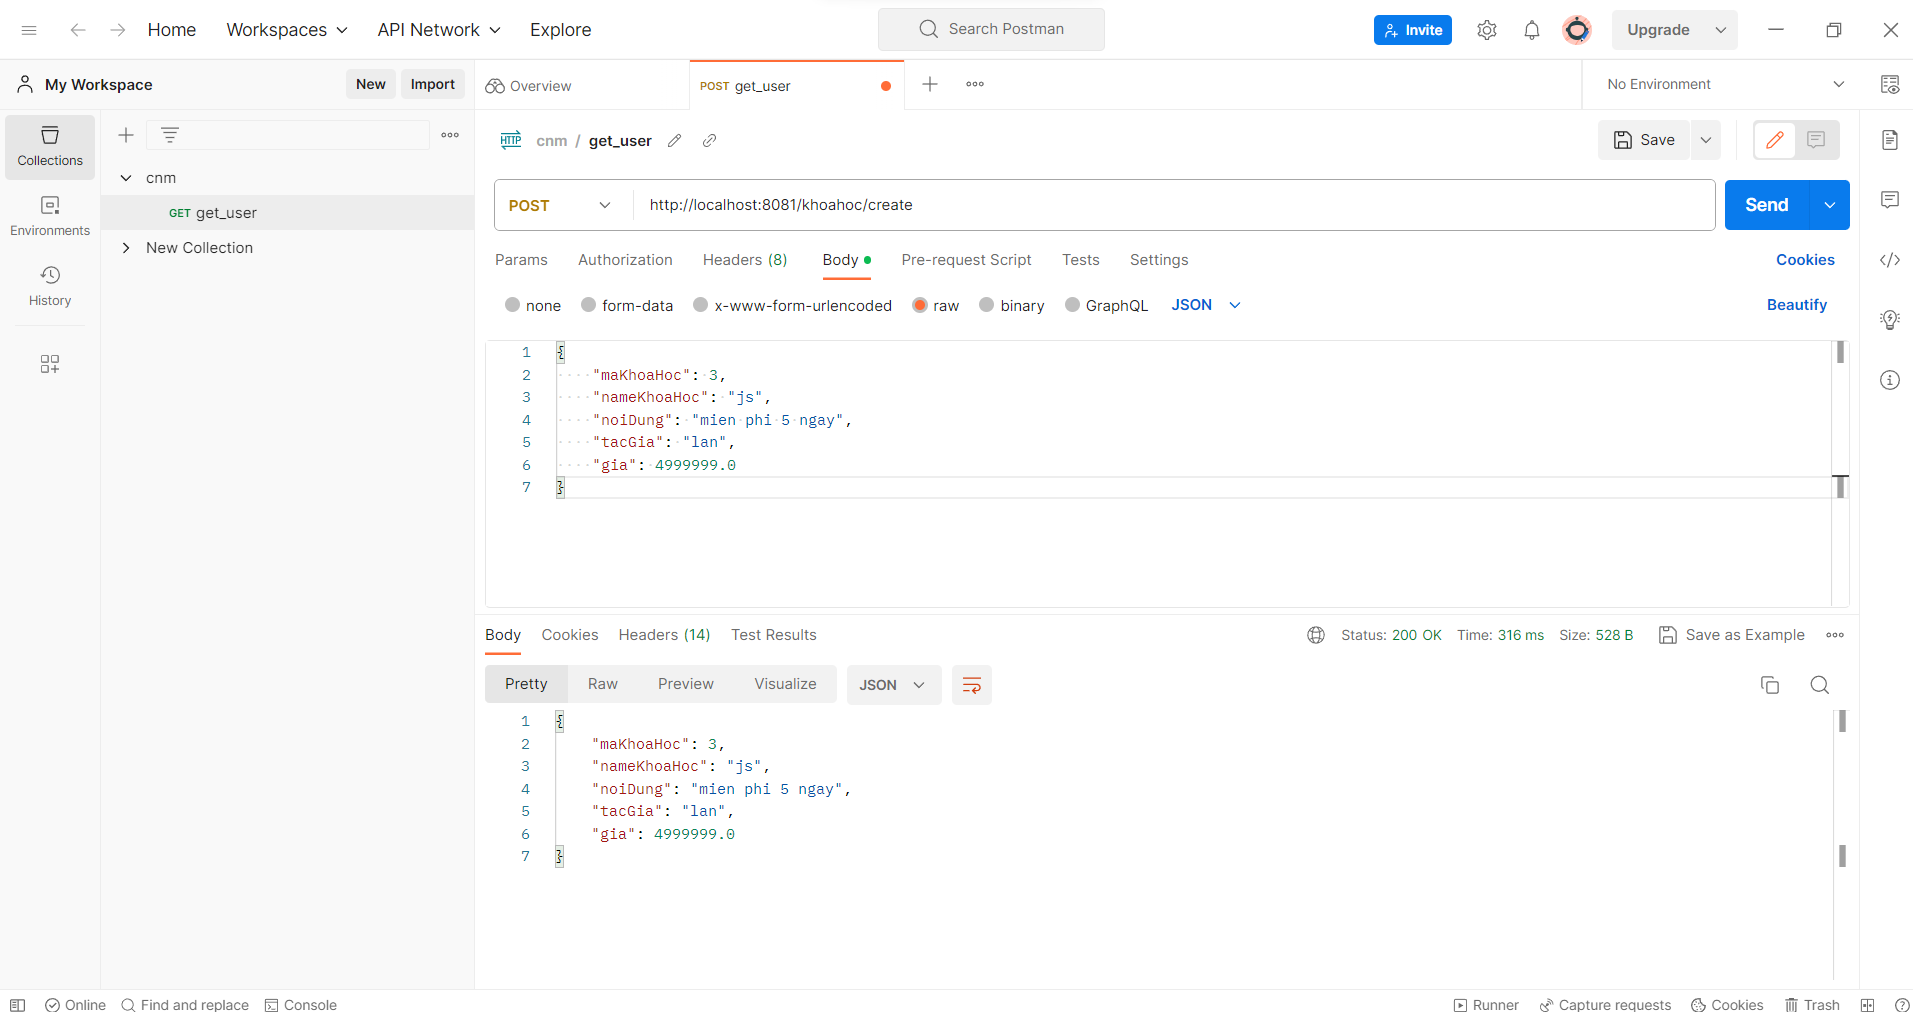 Home Workspaces API Network Explore Search Postman Invite Upgrade
My Workspace New Import Overview POST get_user No Environment
Collections
Environments
History
cnm
GET get_user
New Collection
HTTP cnm / get_user Save
POST http://localhost:8081/khoahoc/create Send
Params Authorization Headers (8) Body Pre-request Script Tests Settings Cookies
none form-data x-www-form-urlencoded raw binary GraphQL JSON Beautify
1 {
2 "maKhoaHoc": 3,
3 "nameKhoaHoc": "js",
4 "noiDung": "mien phi 5 ngay",
5 "tacGia": "lan",
6 "gia": 4999999.0
7 }
Body Cookies Headers (14) Test Results Status: 200 OK Time: 316 ms Size: 528 B Save as Example
Pretty Raw Preview Visualize JSON
1 {
2 "maKhoaHoc": 3,
3 "nameKhoaHoc": "js",
4 "noiDung": "mien phi 5 ngay",
5 "tacGia": "lan",
6 "gia": 4999999.0
7 }
Online Find and replace Console Runner Capture requests Cookies Trash